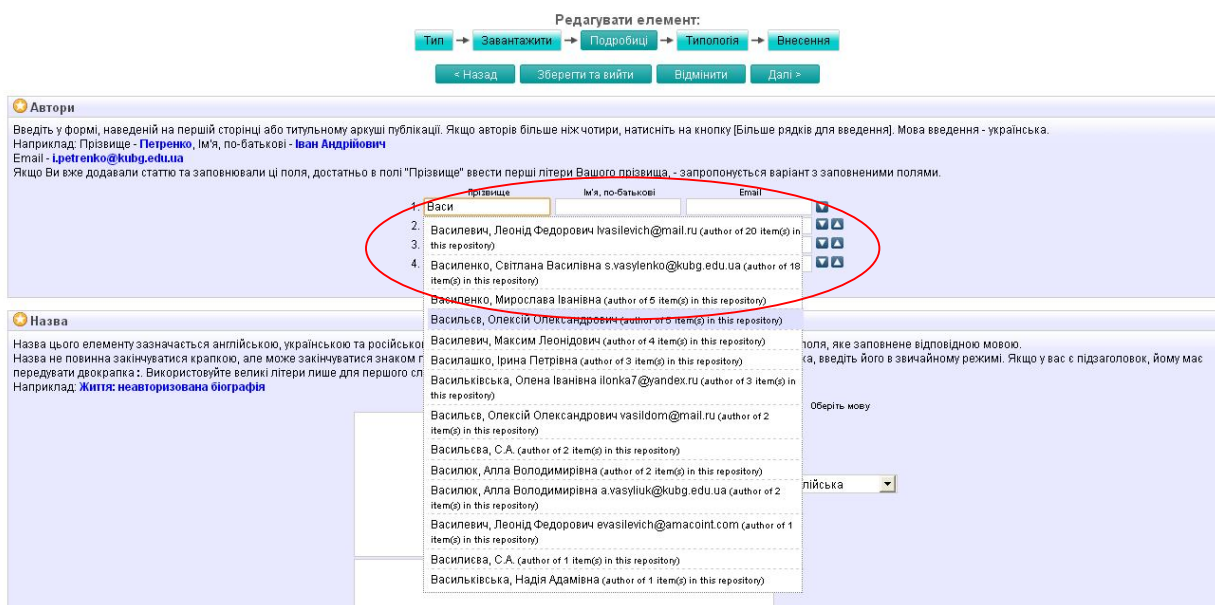 Редагувати елемент:
Тип → Завантажити → Подробиці → Типологія → Внесення
< Назад Зберегти та вийти Відмінити Далі >
Автори
Введіть у формі, наведеній на першій сторінці або титульному аркуші публікації. Якщо авторів більше ніж чотири, натисніть на кнопку [Більше рядків для введення]. Мова введення - українська.
Наприклад: Прізвище - Петренко, Ім'я, по-батькові - Іван Андрійович
Email - i.petrenko@kubg.edu.ua
Якщо Ви вже додавали статтю та заповнювали ці поля, достатньо в полі "Прізвище" ввести перші літери Вашого прізвища, - запропонується варіант з заповненими полями.
Прізвище Ім'я, по-батькові Email
1. Васи
2.
3.
4.
Василевич, Леонід Федорович lvasilevich@mail.ru (author of 20 item(s) in
this repository)
Василенко, Світлана Василівна s.vasylenko@kubg.edu.ua (author of 18
item(s) in this repository)
Василенко, Мирослава Іванівна (author of 5 item(s) in this repository)
Васильєв, Олексій Олександрович (author of 5 item(s) in this repository)
Василевич, Максим Леонідович (author of 4 item(s) in this repository)
Василашко, Ірина Петрівна (author of 3 item(s) in this repository)
Васильківська, Олена Іванівна ilonka7@yandex.ru (author of 3 item(s) in
this repository)
Васильєв, Олексій Олександрович vasildom@mail.ru (author of 2
item(s) in this repository)
Васильєва, С.А. (author of 2 item(s) in this repository)
Василюк, Алла Володимирівна (author of 2 item(s) in this repository)
Василюк, Алла Володимирівна a.vasyliuk@kubg.edu.ua (author of 2
item(s) in this repository)
Василевич, Леонід Федорович evasilevich@amacoint.com (author of 1
item(s) in this repository)
Василиєва, С.А. (author of 1 item(s) in this repository)
Васильківська, Надія Адамівна (author of 1 item(s) in this repository)
Назва
Назва цього елементу зазначається англійською, українською та російсько поля, яке заповнене відповідною мовою.
Назва не повинна закінчуватися крапкою, але може закінчуватися знаком ка, введіть його в звичайному режимі. Якщо у вас є підзаголовок, йому має
передувати двокрапка :. Використовуйте великі літери лише для першого сл
Наприклад: Життя: неавторизована біографія
Оберіть мову
лійська